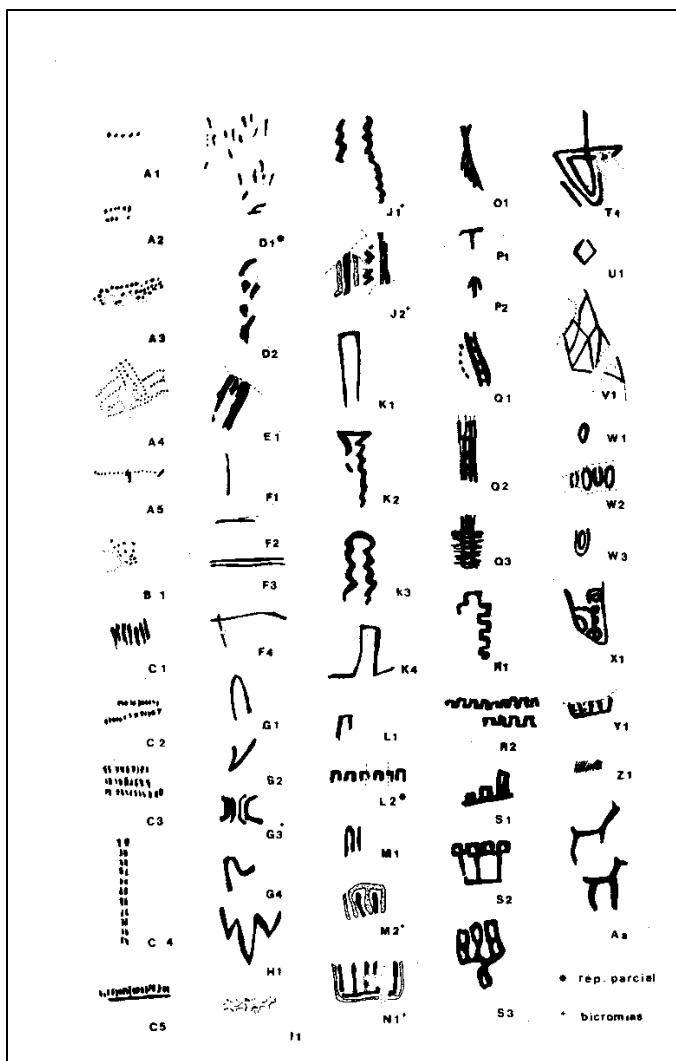 A1
A2
A3
A4
A5
B 1
C1
C2
C3
C 4
C5
D1●
D2
E1
F1
F2
F3
F4
G1
G2
G3+
G4
H1
I1
J1+
J2+
K1
K2
k3
K4
L1
L2●
M1
M2+
N1+
O1
P1
P2
Q1
Q2
Q3
R1
R2
S1
S2
S3
T1
U1
V1
W1
W2
W3
X1
Y1
Z1
Aa
● rep. parcial
+ bicromias